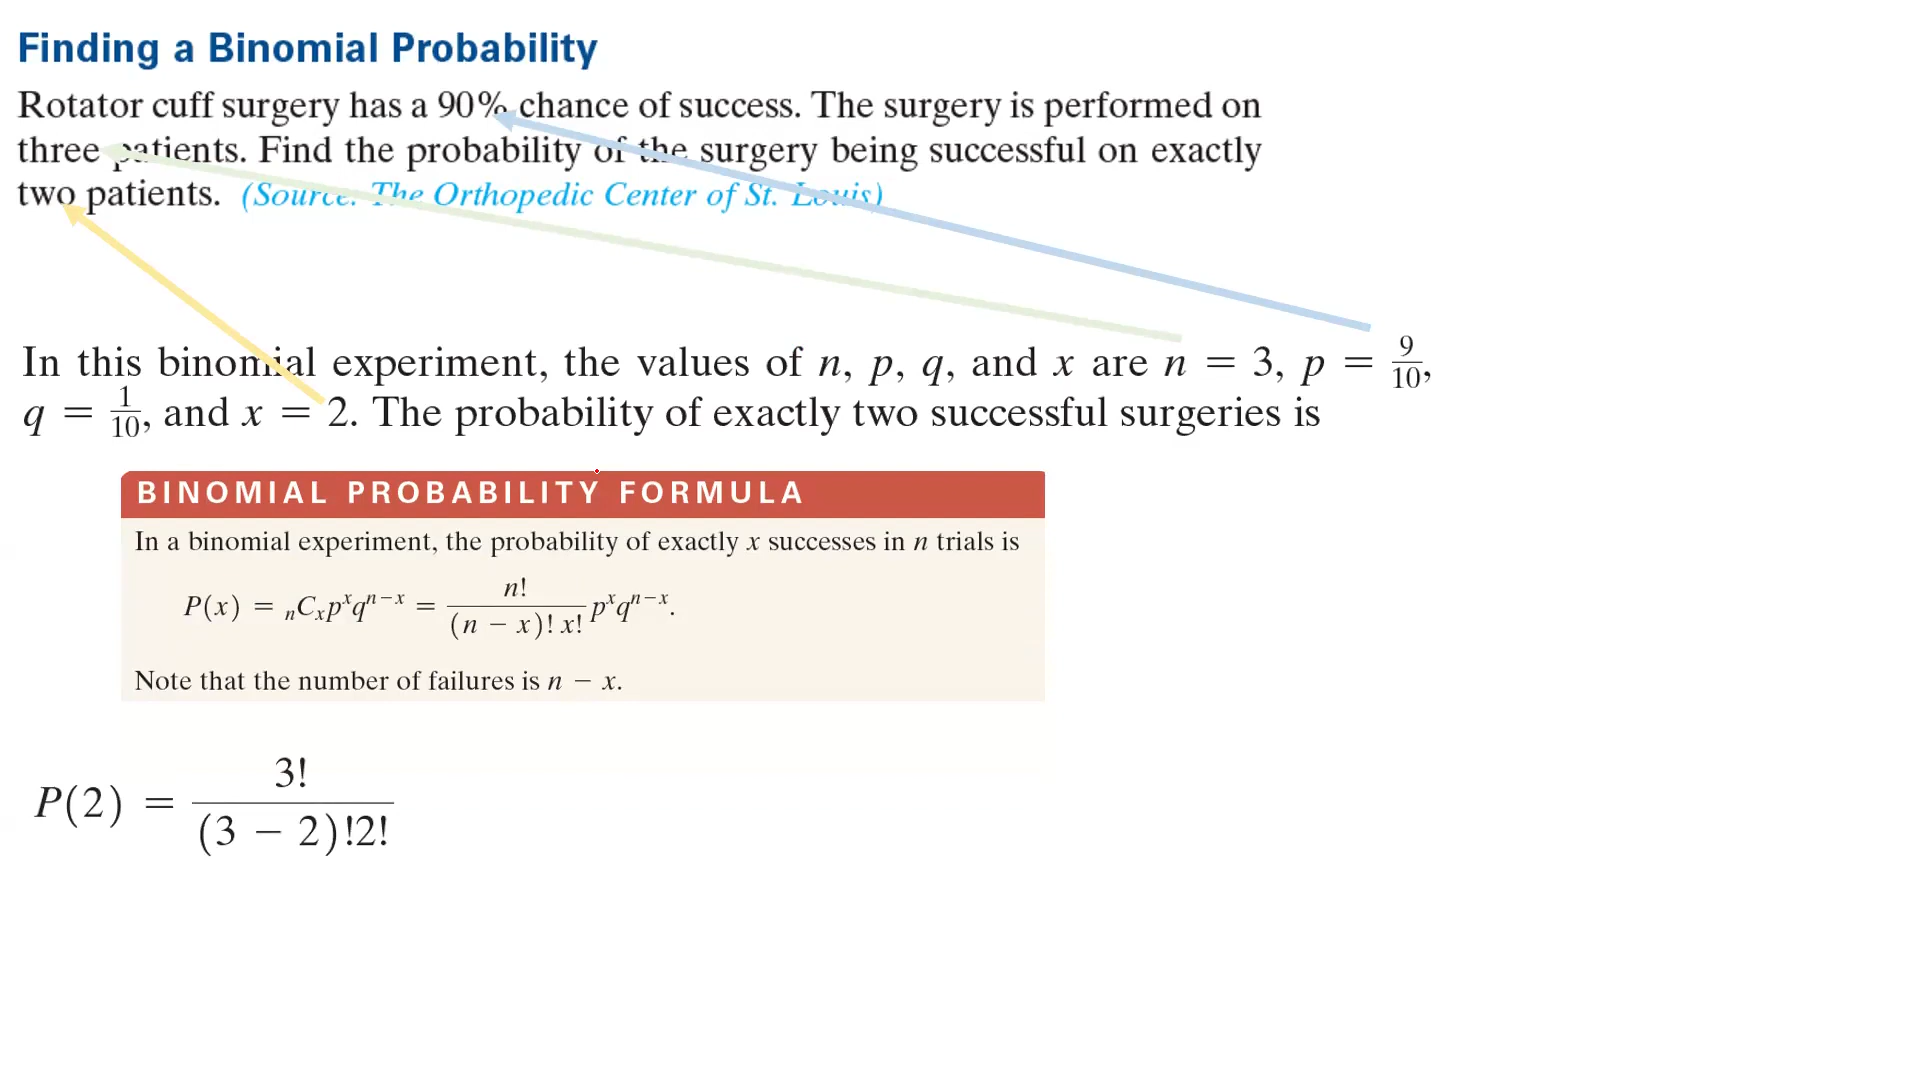 Finding a Binomial Probability
Rotator cuff surgery has a 90% chance of success. The surgery is performed on
three patients. Find the probability of the surgery being successful on exactly
two patients. (Source: The Orthopedic Center of St. Louis)
In this binomial experiment, the values of n, p, q, and x are n = 3, p = 9/10,
q = 1/10, and x = 2. The probability of exactly two successful surgeries is
BINOMIAL PROBABILITY FORMULA
In a binomial experiment, the probability of exactly x successes in n trials is
P(x) = ₙCₓpˣqⁿ⁻ˣ = n! / (n − x)! x! pˣqⁿ⁻ˣ.
Note that the number of failures is n − x.
P(2) = 3! / (3 − 2)!2!